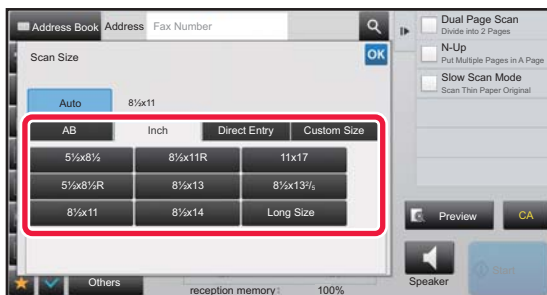 Address Book Address Fax Number
Scan Size
OK
Auto 8½x11
AB Inch Direct Entry Custom Size
5½x8½ 8½x11R 11x17
5½x8½R 8½x13 8½x13²/₅
8½x11 8½x14 Long Size
Others
reception memory: 100%
Dual Page Scan
Divide into 2 Pages
N-Up
Put Multiple Pages in A Page
Slow Scan Mode
Scan Thin Paper Original
Preview CA
Speaker
Start